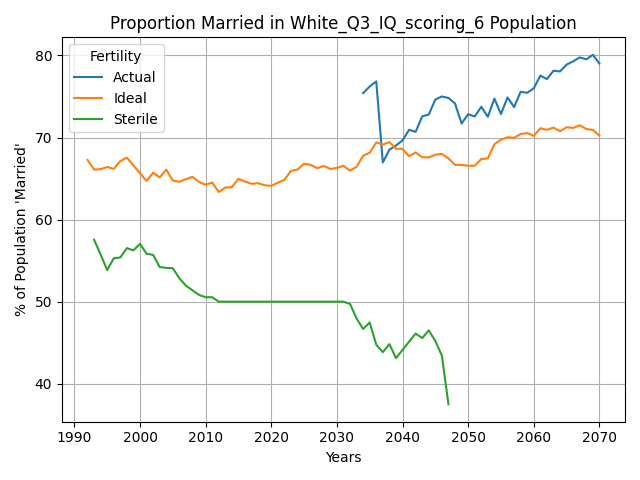 Proportion Married in White_Q3_IQ_scoring_6 Population
% of Population 'Married'
80
70
60
50
40
Fertility
Actual
Ideal
Sterile
1990 2000 2010 2020 2030 2040 2050 2060 2070
Years